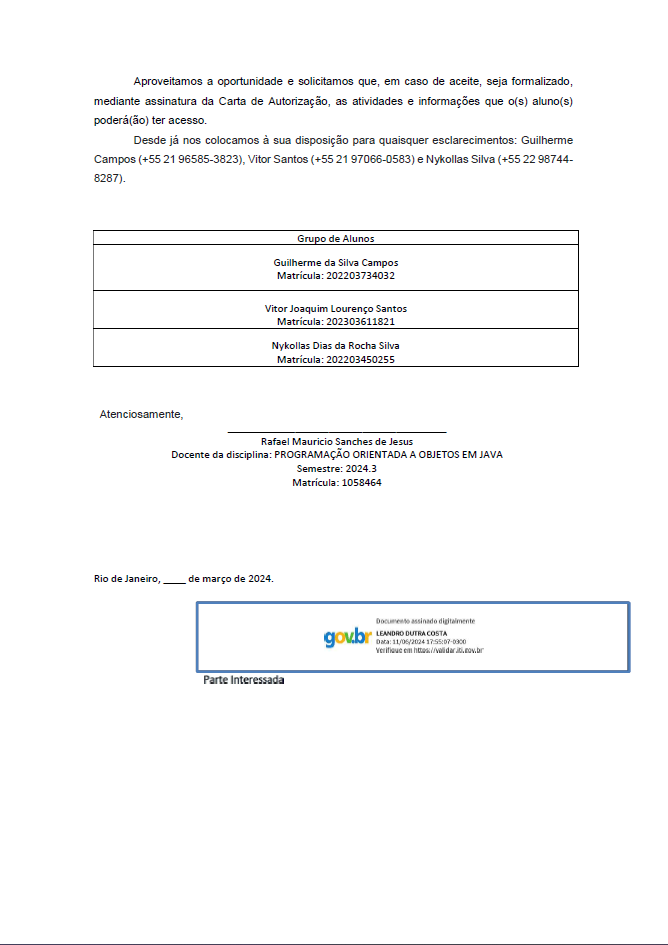 Aproveitamos a oportunidade e solicitamos que, em caso de aceite, seja formalizado,
mediante assinatura da Carta de Autorização, as atividades e informações que o(s) aluno(s)
poderá(ão) ter acesso.
Desde já nos colocamos à sua disposição para quaisquer esclarecimentos: Guilherme
Campos (+55 21 96585-3823), Vitor Santos (+55 21 97066-0583) e Nykollas Silva (+55 22 98744-
8287).
Grupo de Alunos
Guilherme da Silva Campos
Matrícula: 202203734032
Vitor Joaquim Lourenço Santos
Matrícula: 202303611821
Nykollas Dias da Rocha Silva
Matrícula: 202203450255
Atenciosamente,
Rafael Mauricio Sanches de Jesus
Docente da disciplina: PROGRAMAÇÃO ORIENTADA A OBJETOS EM JAVA
Semestre: 2024.3
Matrícula: 1058464
Rio de Janeiro, ____ de março de 2024.
gov.br
Documento assinado digitalmente
LEANDRO DUTRA COSTA
Data: 11/06/2024 17:55:07-0300
Verifique em https://validar.iti.gov.br
Parte Interessada